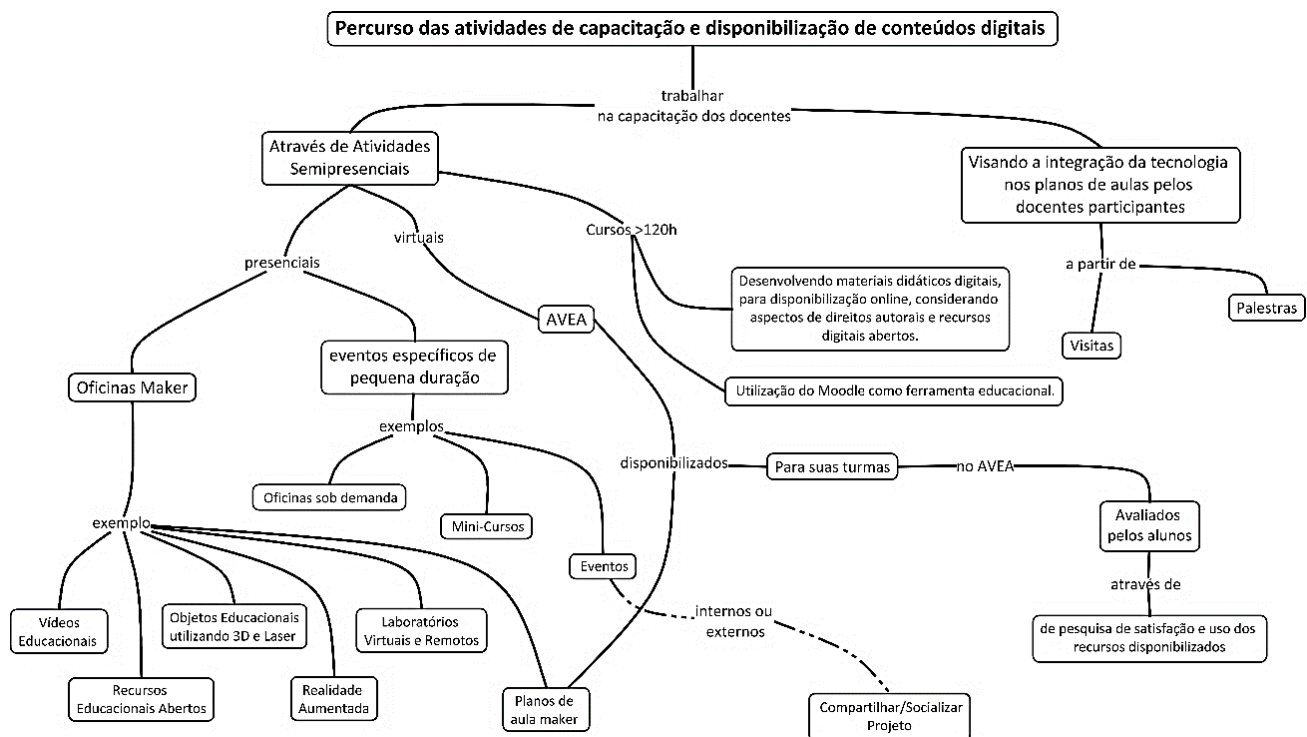 Percurso das atividades de capacitação e disponibilização de conteúdos digitais
trabalhar
na capacitação dos docentes
Através de Atividades
Semipresenciais
Visando a integração da tecnologia
nos planos de aulas pelos
docentes participantes
virtuais
Cursos >120h
presenciais
a partir de
Desenvolvendo materiais didáticos digitais,
para disponibilização online, considerando
aspectos de direitos autorais e recursos
digitais abertos.
Palestras
AVEA
Visitas
eventos específicos de
pequena duração
Oficinas Maker
Utilização do Moodle como ferramenta educacional.
exemplos
disponibilizados
Para suas turmas
no AVEA
Oficinas sob demanda
Mini-Cursos
exemplo
Avaliados
pelos alunos
Eventos
através de
Vídeos
Educacionais
Objetos Educacionais
utilizando 3D e Laser
Laboratórios
Virtuais e Remotos
internos ou
externos
de pesquisa de satisfação e uso dos
recursos disponibilizados
Recursos
Educacionais Abertos
Realidade
Aumentada
Planos de
aula maker
Compartilhar/Socializar
Projeto